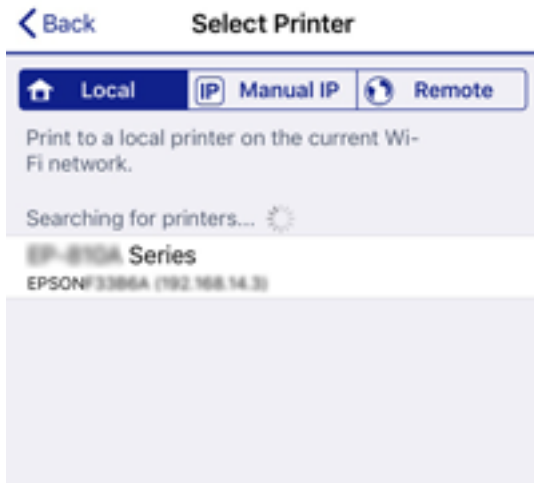 Back
Select Printer
Local
IP
Manual IP
Remote
Print to a local printer on the current Wi-
Fi network.
Searching for printers...
Series
EPSON